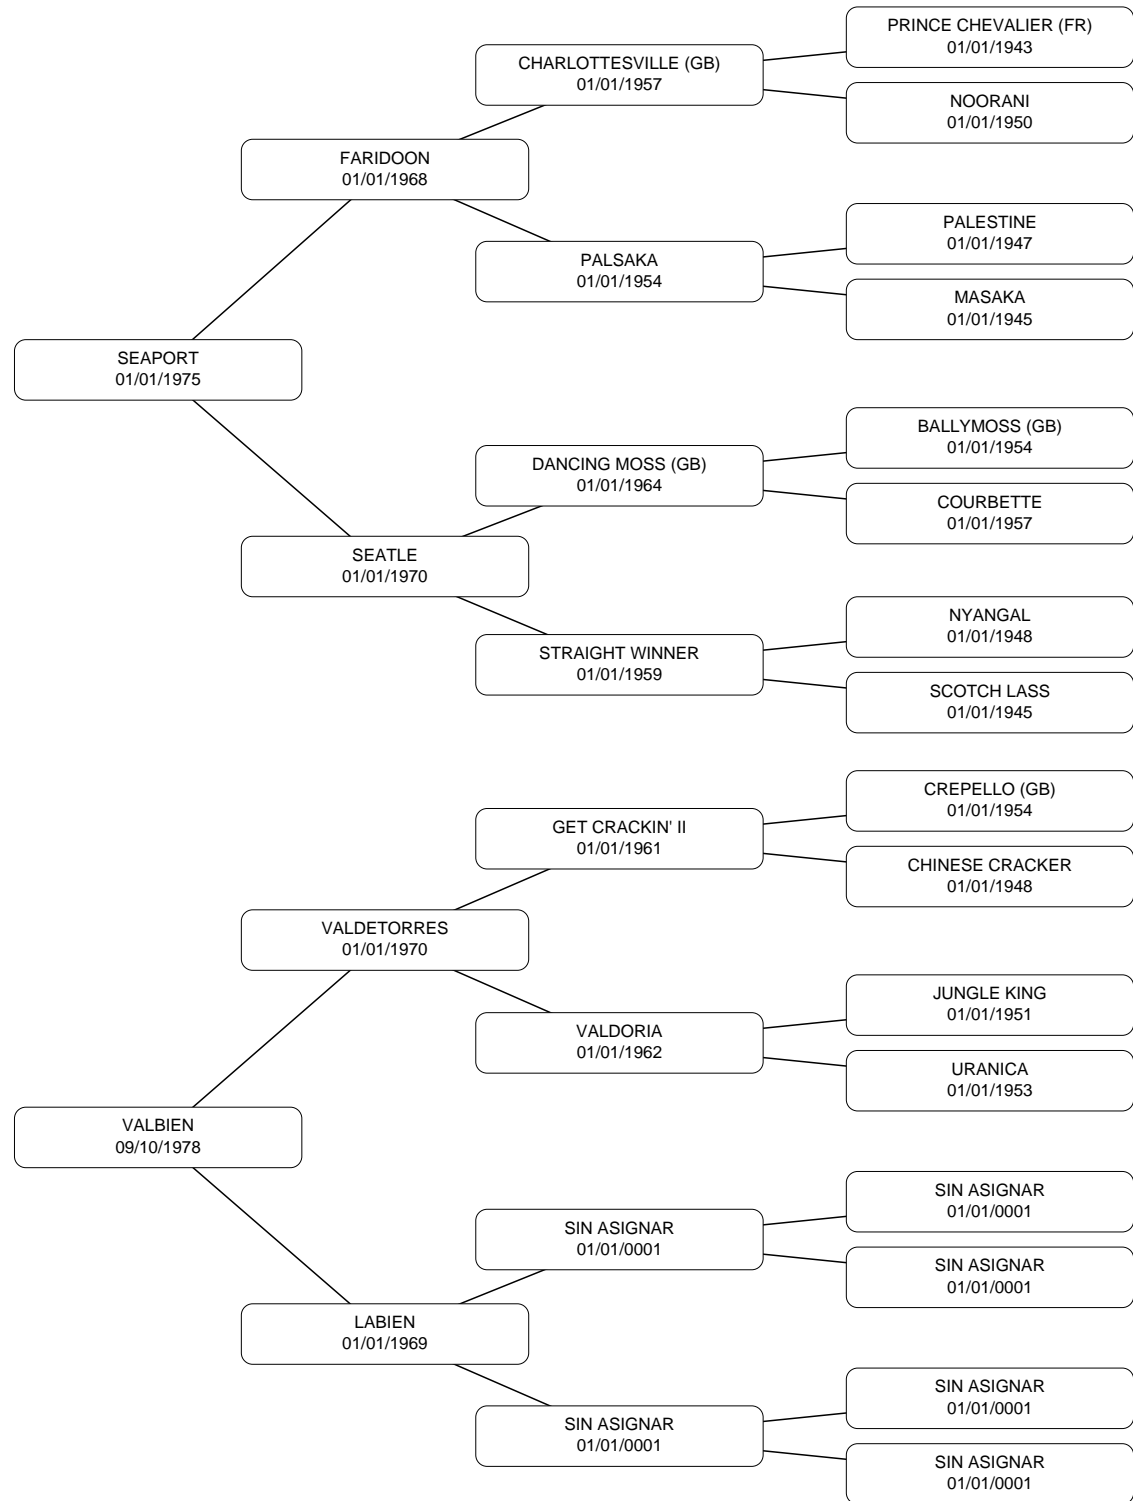 PRINCE CHEVALIER (FR)
01/01/1943
CHARLOTTESVILLE (GB)
01/01/1957
NOORANI
01/01/1950
FARIDOON
01/01/1968
PALESTINE
01/01/1947
PALSAKA
01/01/1954
MASAKA
01/01/1945
SEAPORT
01/01/1975
BALLYMOSS (GB)
01/01/1954
DANCING MOSS (GB)
01/01/1964
COURBETTE
01/01/1957
SEATLE
01/01/1970
NYANGAL
01/01/1948
STRAIGHT WINNER
01/01/1959
SCOTCH LASS
01/01/1945
CREPELLO (GB)
01/01/1954
GET CRACKIN' II
01/01/1961
CHINESE CRACKER
01/01/1948
VALDETORRES
01/01/1970
JUNGLE KING
01/01/1951
VALDORIA
01/01/1962
URANICA
01/01/1953
VALBIEN
09/10/1978
SIN ASIGNAR
01/01/0001
SIN ASIGNAR
01/01/0001
SIN ASIGNAR
01/01/0001
LABIEN
01/01/1969
SIN ASIGNAR
01/01/0001
SIN ASIGNAR
01/01/0001
SIN ASIGNAR
01/01/0001